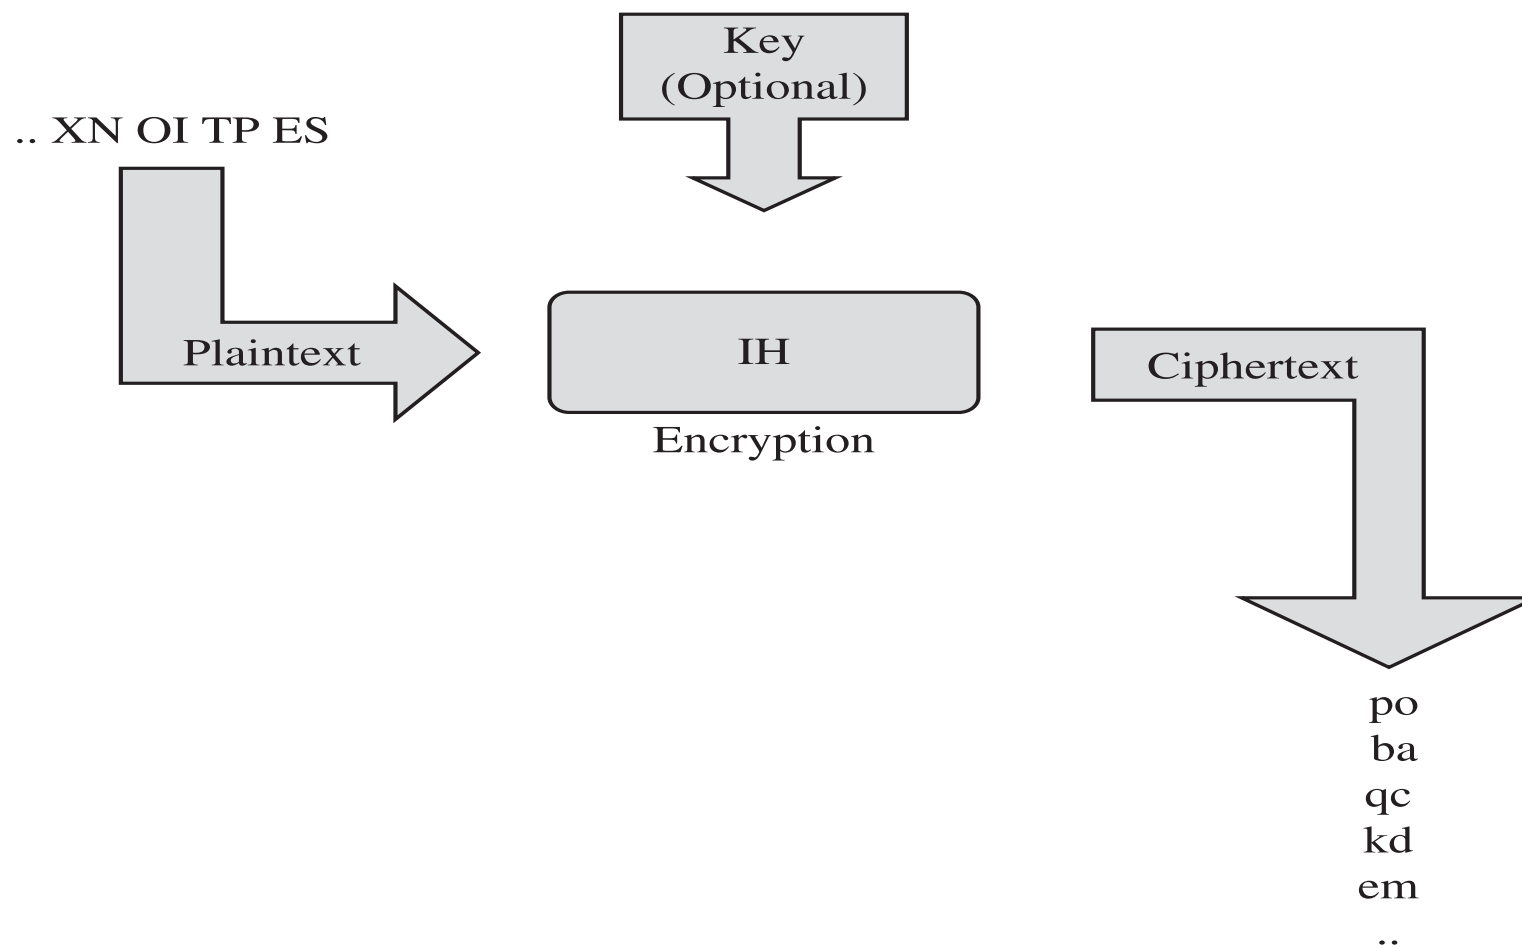 Key
(Optional)
.. XN OI TP ES
Plaintext
IH
Ciphertext
Encryption
po
ba
qc
kd
em
..